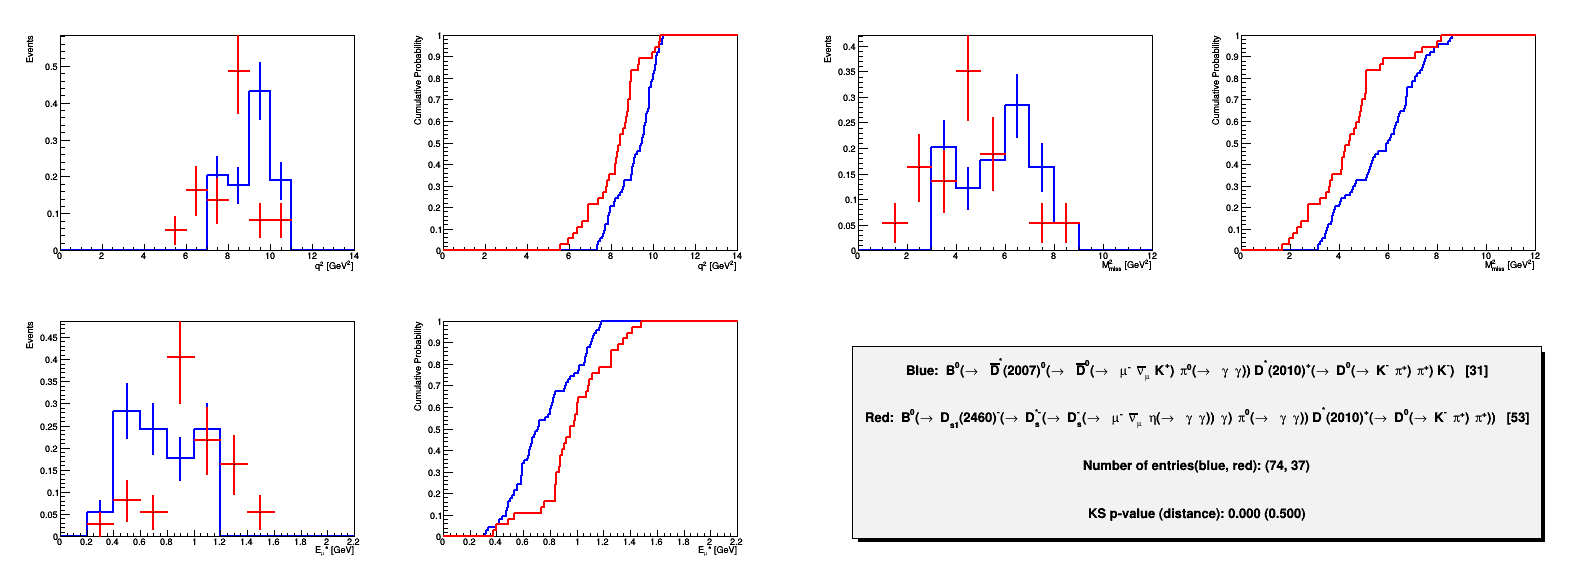 Events
0.5
0.4
0.3
0.2
0.1
0
0 2 4 6 8 10 12 14
q² [GeV²]
Cumulative Probability
1
0.9
0.8
0.7
0.6
0.5
0.4
0.3
0.2
0.1
0
0 2 4 6 8 10 12 14
q² [GeV²]
Events
0.4
0.35
0.3
0.25
0.2
0.15
0.1
0.05
0
0 2 4 6 8 10 12
M²miss [GeV²]
Cumulative Probability
1
0.9
0.8
0.7
0.6
0.5
0.4
0.3
0.2
0.1
0
0 2 4 6 8 10 12
M²miss [GeV²]
Events
0.45
0.4
0.35
0.3
0.25
0.2
0.15
0.1
0.05
0
0 0.2 0.4 0.6 0.8 1 1.2 1.4 1.6 1.8 2 2.2
Eμ* [GeV]
Cumulative Probability
1
0.9
0.8
0.7
0.6
0.5
0.4
0.3
0.2
0.1
0
0 0.2 0.4 0.6 0.8 1 1.2 1.4 1.6 1.8 2 2.2
Eμ* [GeV]
Blue: B⁰(→ D̅*(2007)⁰(→ D̅⁰(→ μ⁻ ν̅μ K⁺) π⁰(→ γ γ)) D*(2010)⁺(→ D⁰(→ K⁻ π⁺) π⁺) K⁻) [31]
Red: B⁰(→ Ds1(2460)⁻(→ Ds*⁻(→ Ds⁻(→ μ⁻ ν̅μ η(→ γ γ)) γ) π⁰(→ γ γ)) D*(2010)⁺(→ D⁰(→ K⁻ π⁺) π⁺)) [53]
Number of entries(blue, red): (74, 37)
KS p-value (distance): 0.000 (0.500)